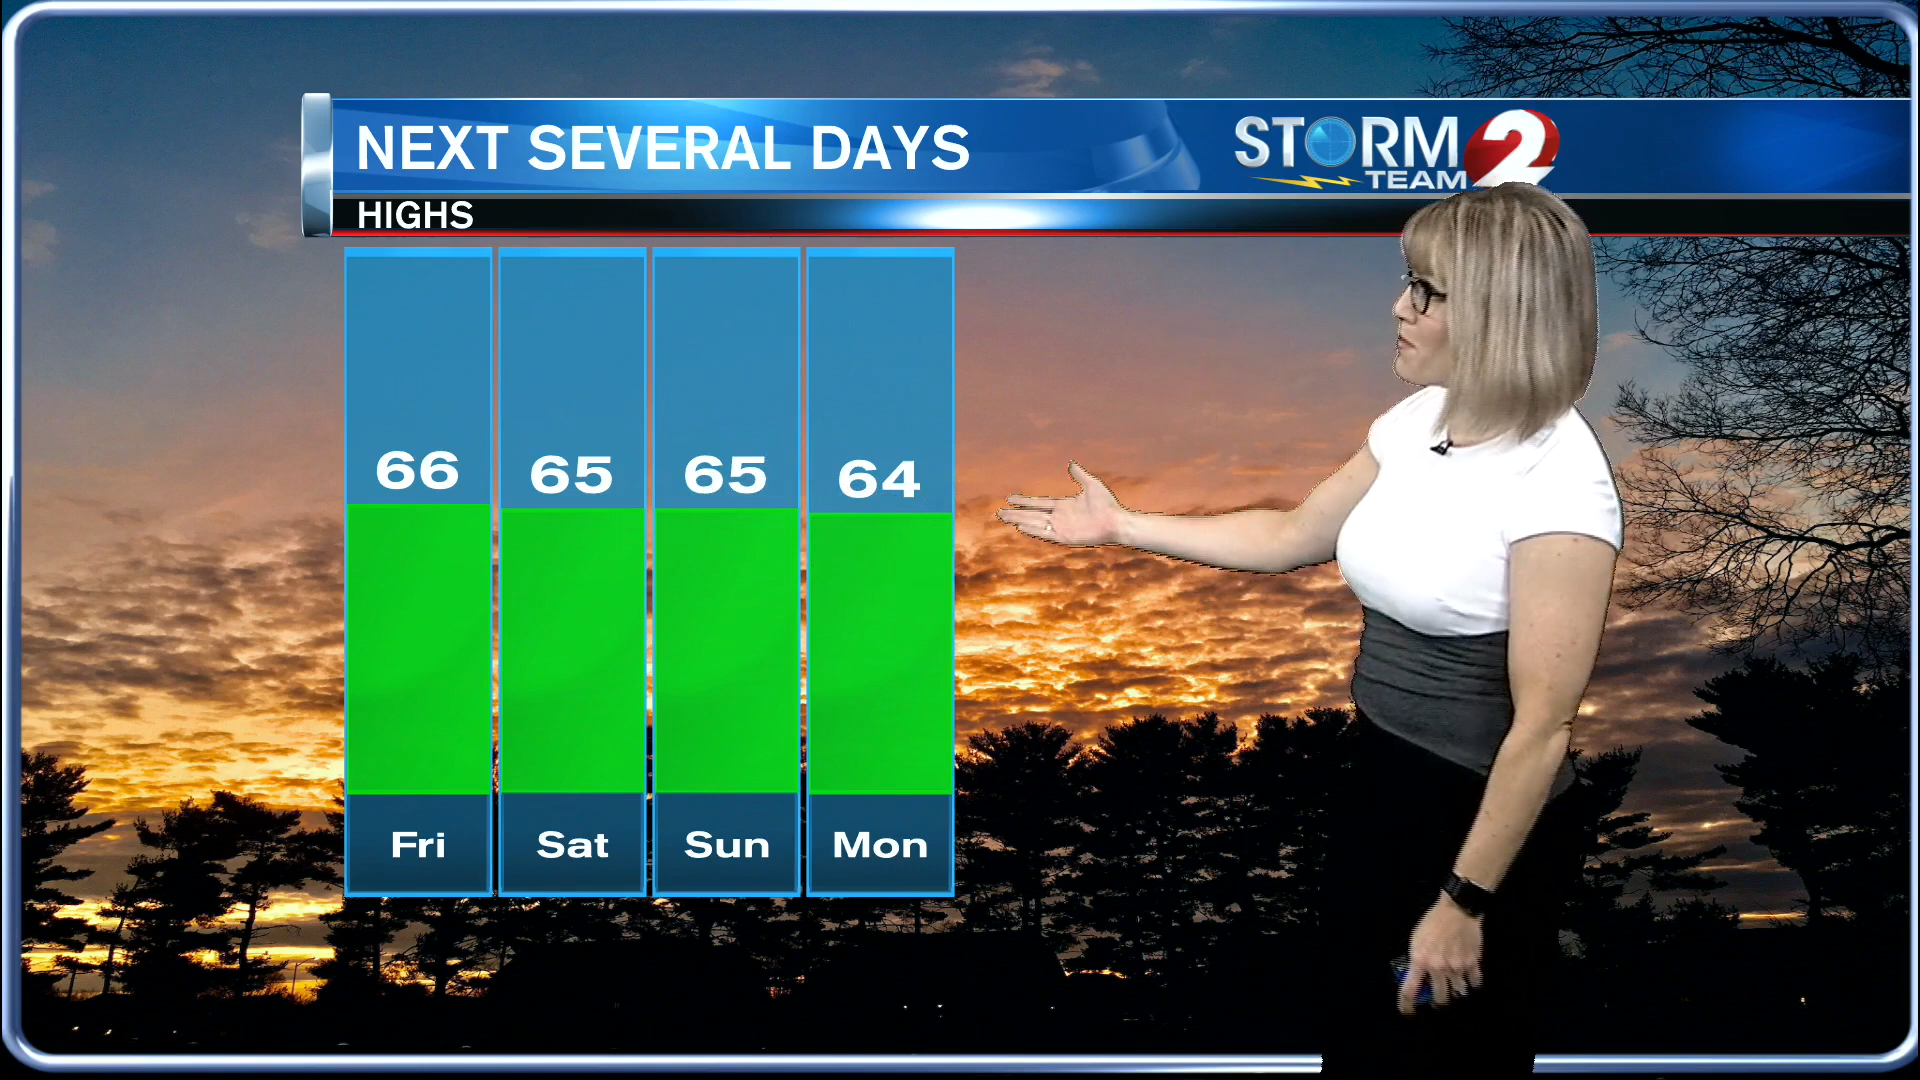 NEXT SEVERAL DAYS
STORM
TEAM 2
HIGHS
66 65 65 64
Fri Sat Sun Mon